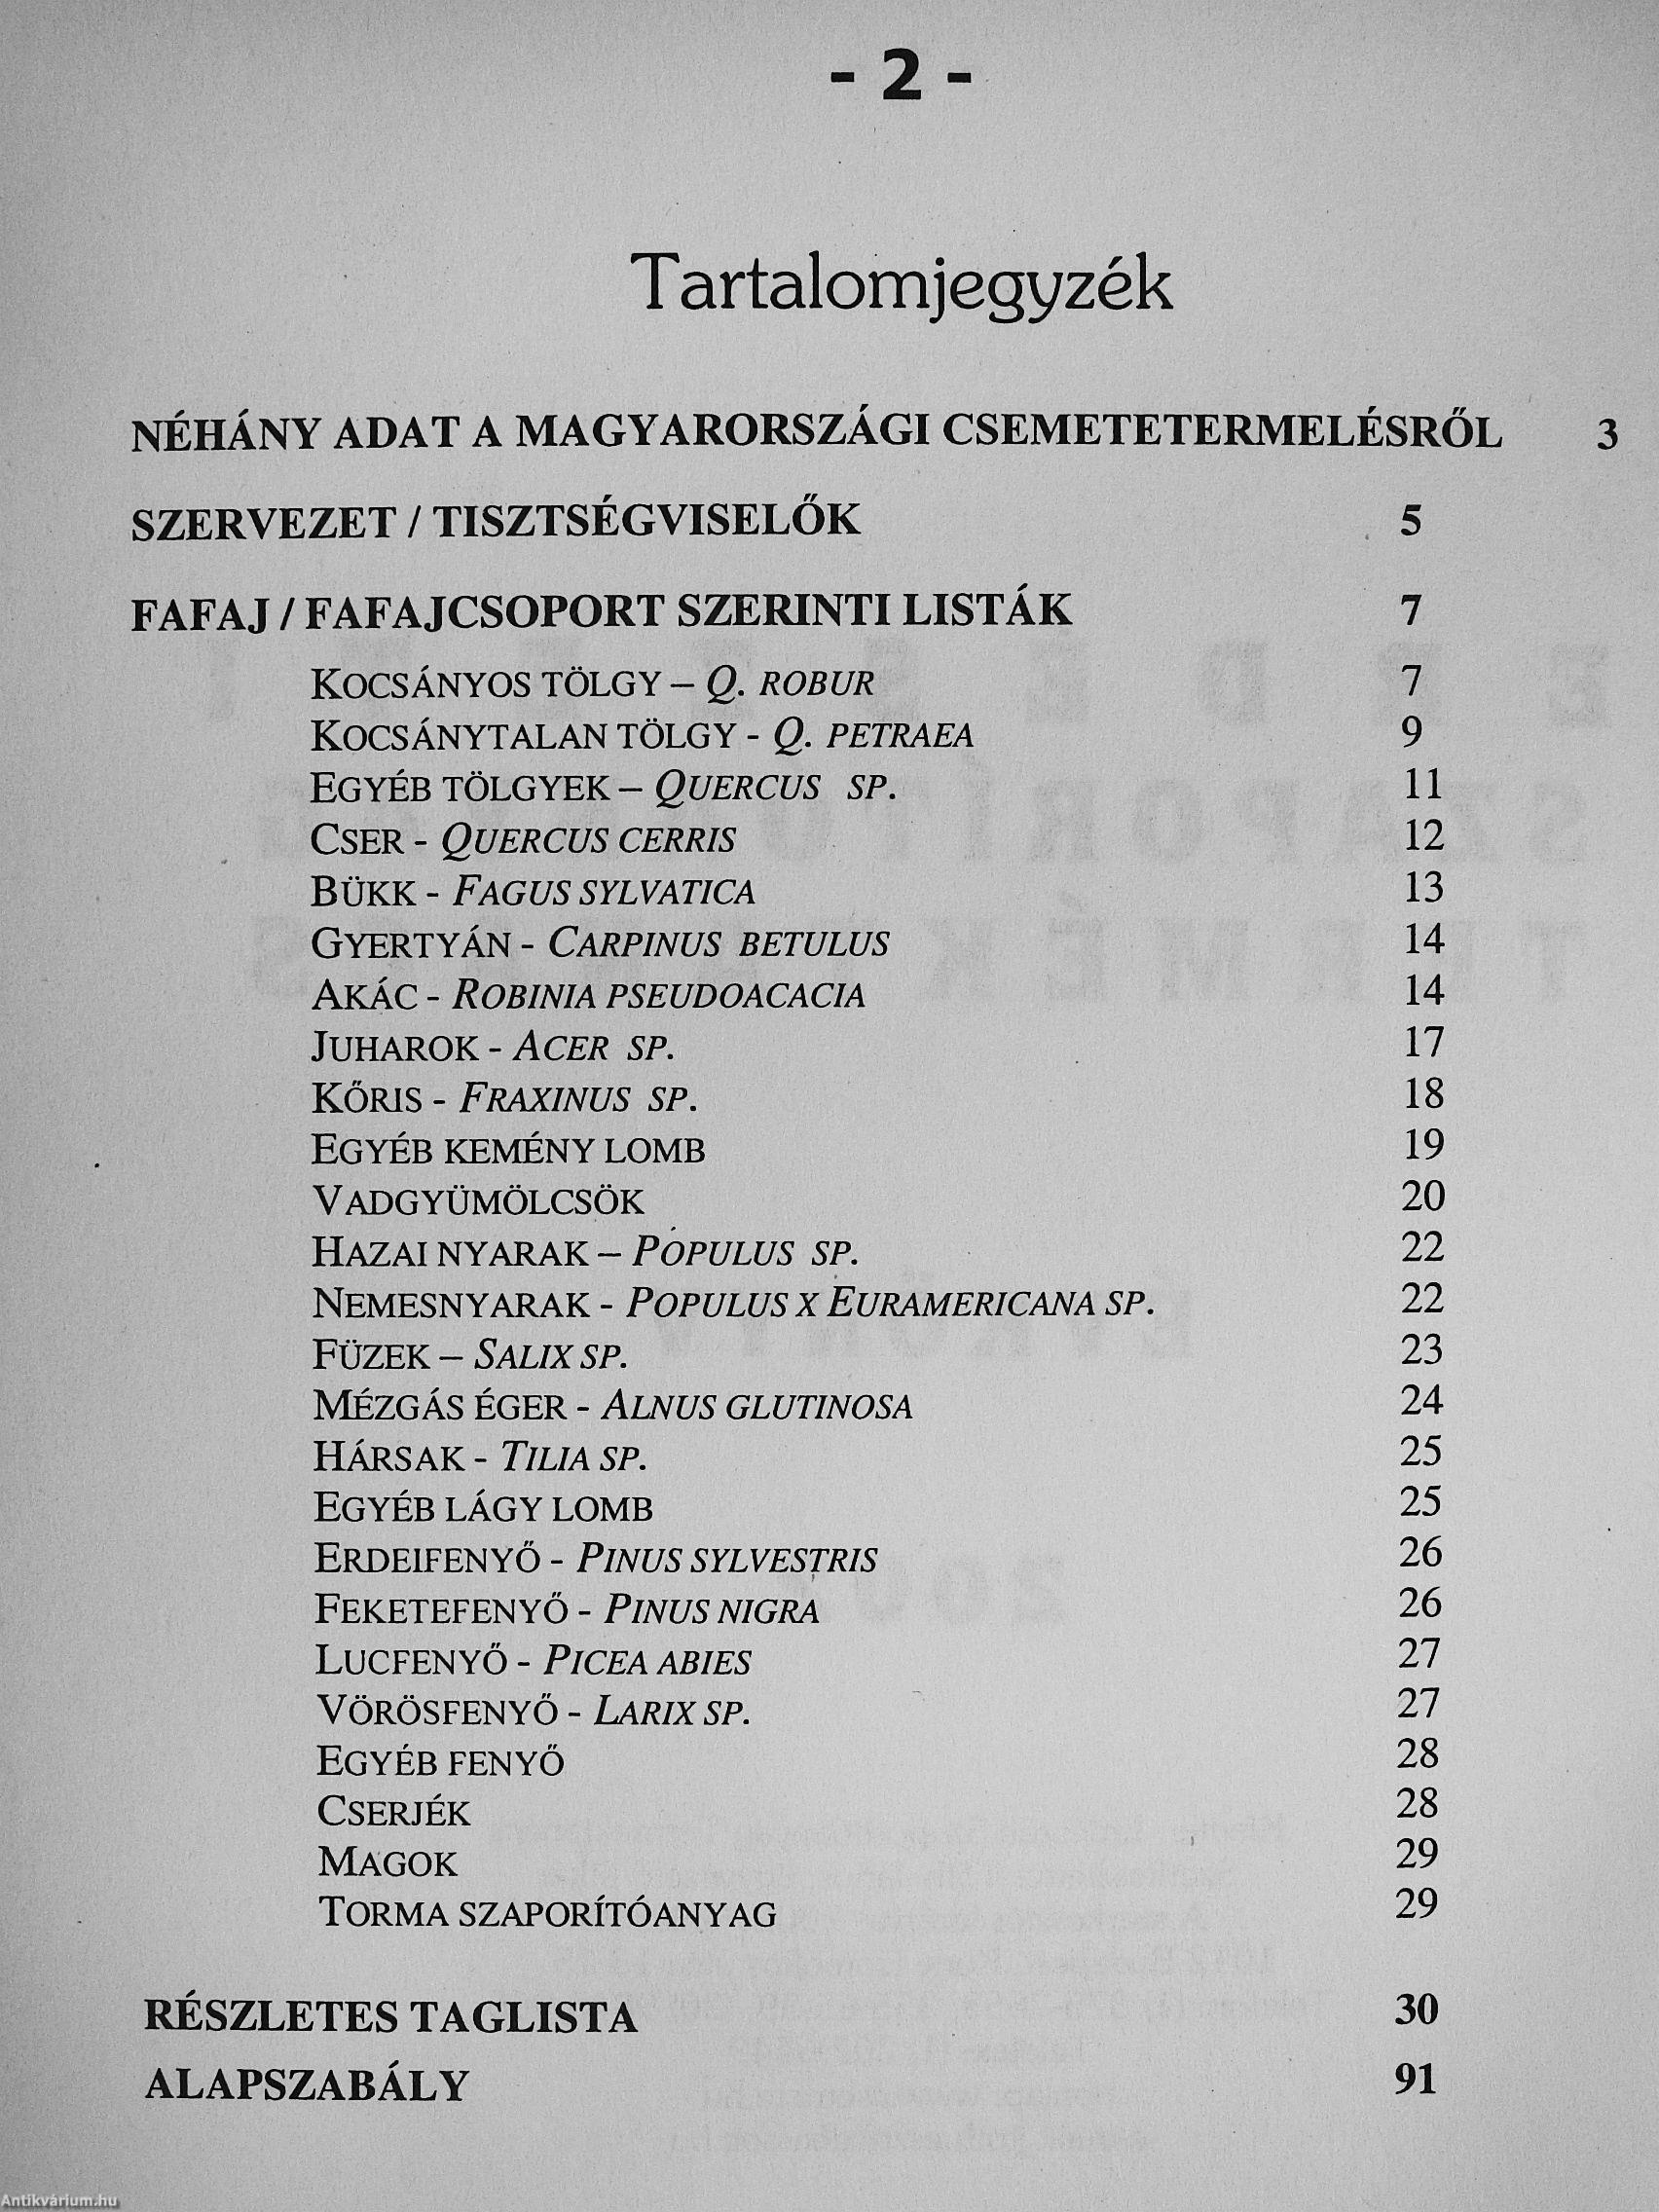 - 2 -
Tartalomjegyzék
NÉHÁNY ADAT A MAGYARORSZÁGI CSEMETETERMELÉSRŐL 3
SZERVEZET / TISZTSÉGVISELŐK 5
FAFAJ / FAFAJCSOPORT SZERINTI LISTÁK 7
KOCSÁNYOS TÖLGY – Q. ROBUR 7
KOCSÁNYTALAN TÖLGY - Q. PETRAEA 9
EGYÉB TÖLGYEK – QUERCUS SP. 11
CSER - QUERCUS CERRIS 12
BÜKK - FAGUS SYLVATICA 13
GYERTYÁN - CARPINUS BETULUS 14
AKÁC - ROBINIA PSEUDOACACIA 14
JUHAROK - ACER SP. 17
KŐRIS - FRAXINUS SP. 18
EGYÉB KEMÉNY LOMB 19
VADGYÜMÖLCSÖK 20
HAZAI NYARAK – POPULUS SP. 22
NEMESNYARAK - POPULUS X EURAMERICANA SP. 22
FÜZEK – SALIX SP. 23
MÉZGÁS ÉGER - ALNUS GLUTINOSA 24
HÁRSAK - TILIA SP. 25
EGYÉB LÁGY LOMB 25
ERDEIFENYŐ - PINUS SYLVESTRIS 26
FEKETEFENYŐ - PINUS NIGRA 26
LUCFENYŐ - PICEA ABIES 27
VÖRÖSFENYŐ - LARIX SP. 27
EGYÉB FENYŐ 28
CSERJÉK 28
MAGOK 29
TORMA SZAPORÍTÓANYAG 29
RÉSZLETES TAGLISTA 30
ALAPSZABÁLY 91
Antikvárium.hu